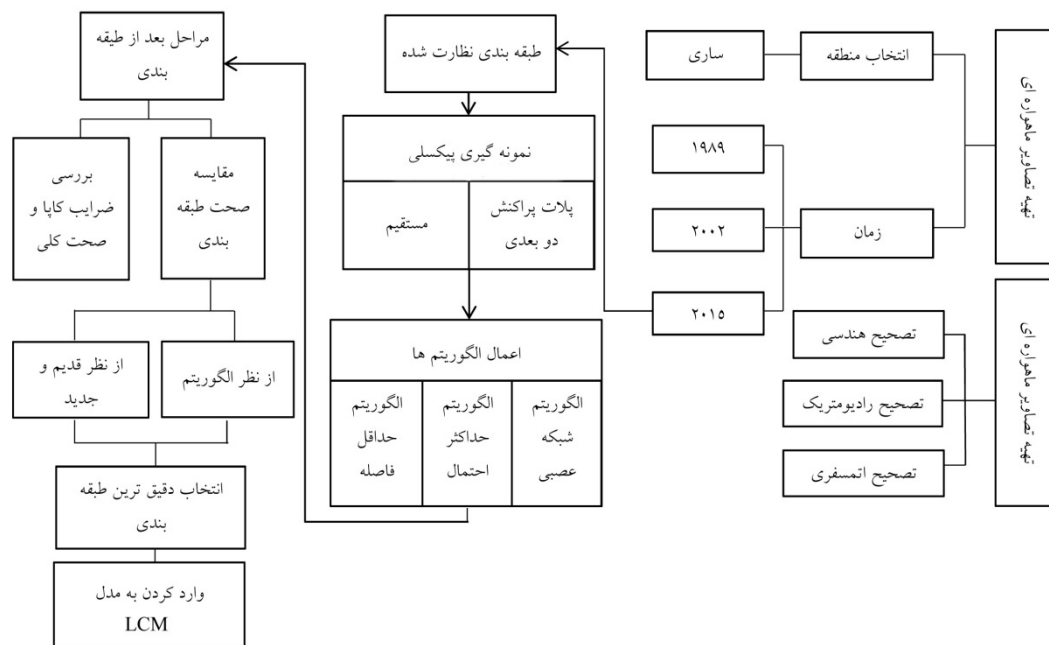 تهیه تصاویر ماهواره ای
انتخاب منطقه
ساری
زمان
۱۹۸۹
۲۰۰۲
۲۰۱۵
تهیه تصاویر ماهواره ای
تصحیح هندسی
تصحیح رادیومتریک
تصحیح اتمسفری
طبقه بندی نظارت شده
نمونه گیری پیکسلی
پلات پراکنش
دو بعدی
مستقیم
اعمال الگوریتم ها
الگوریتم
شبکه
عصبی
الگوریتم
حداکثر
احتمال
الگوریتم
حداقل
فاصله
مراحل بعد از طیقه
بندی
مقایسه
صحت طبقه
بندی
بررسی
ضرایب کاپا و
صحت کلی
از نظر الگوریتم
از نظر قدیم و
جدید
انتخاب دقیق ترین طبقه
بندی
وارد کردن به مدل
LCM